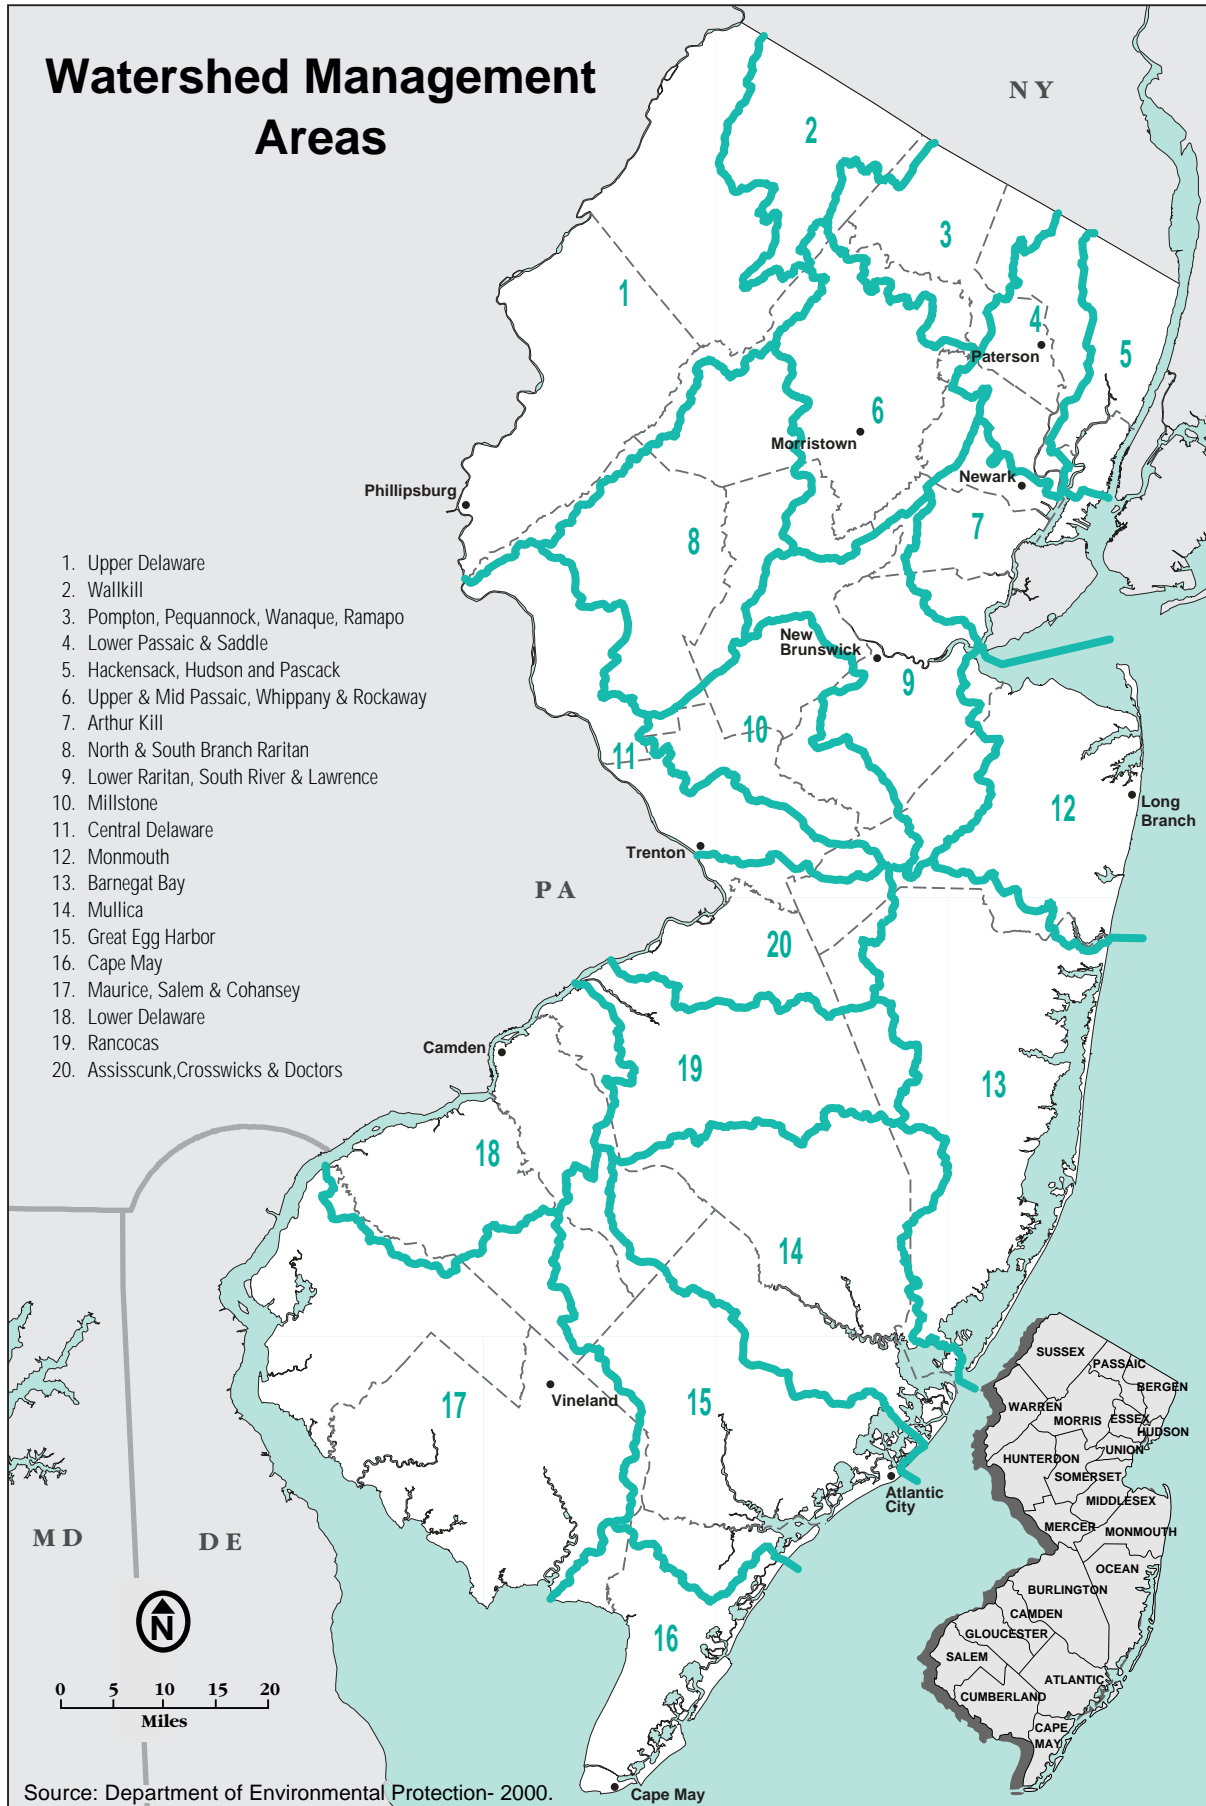 Watershed Management
Areas
NY
2
3
1
4
Paterson
5
6
Morristown
Newark
Phillipsburg
7
8
1. Upper Delaware
2. Wallkill
3. Pompton, Pequannock, Wanaque, Ramapo
4. Lower Passaic & Saddle
5. Hackensack, Hudson and Pascack
6. Upper & Mid Passaic, Whippany & Rockaway
7. Arthur Kill
8. North & South Branch Raritan
9. Lower Raritan, South River & Lawrence
10. Millstone
11. Central Delaware
12. Monmouth
13. Barnegat Bay
14. Mullica
15. Great Egg Harbor
16. Cape May
17. Maurice, Salem & Cohansey
18. Lower Delaware
19. Rancocas
20. Assisscunk,Crosswicks & Doctors
New
Brunswick
9
10
11
12
Long
Branch
Trenton
PA
20
Camden
19
13
18
14
17
Vineland
15
Atlantic
City
MD
DE
N
16
0 5 10 15 20
Miles
Cape May
Source: Department of Environmental Protection- 2000.
SUSSEX
PASSAIC
BERGEN
WARREN
MORRIS
ESSEX
HUDSON
UNION
HUNTERDON
SOMERSET
MIDDLESEX
MERCER
MONMOUTH
OCEAN
BURLINGTON
CAMDEN
GLOUCESTER
SALEM
ATLANTIC
CUMBERLAND
CAPE
MAY